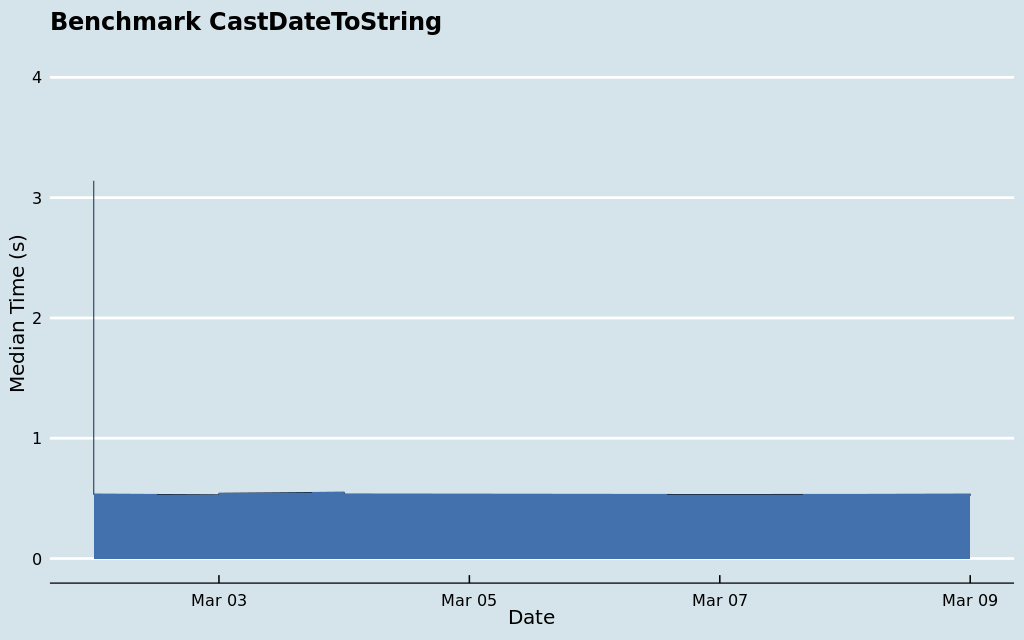 Benchmark CastDateToString
Median Time (s)
4
3
2
1
0
Mar 03
Mar 05
Mar 07
Mar 09
Date